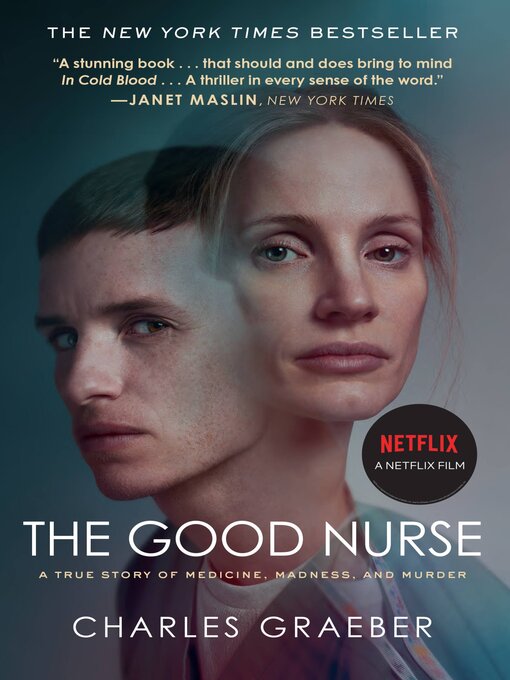 THE NEW YORK TIMES BESTSELLER
“A stunning book . . . that should and does bring to mind
In Cold Blood . . . A thriller in every sense of the word.”
—JANET MASLIN, NEW YORK TIMES
NETFLIX
A NETFLIX FILM
THE GOOD NURSE
A TRUE STORY OF MEDICINE, MADNESS, AND MURDER
CHARLES GRAEBER